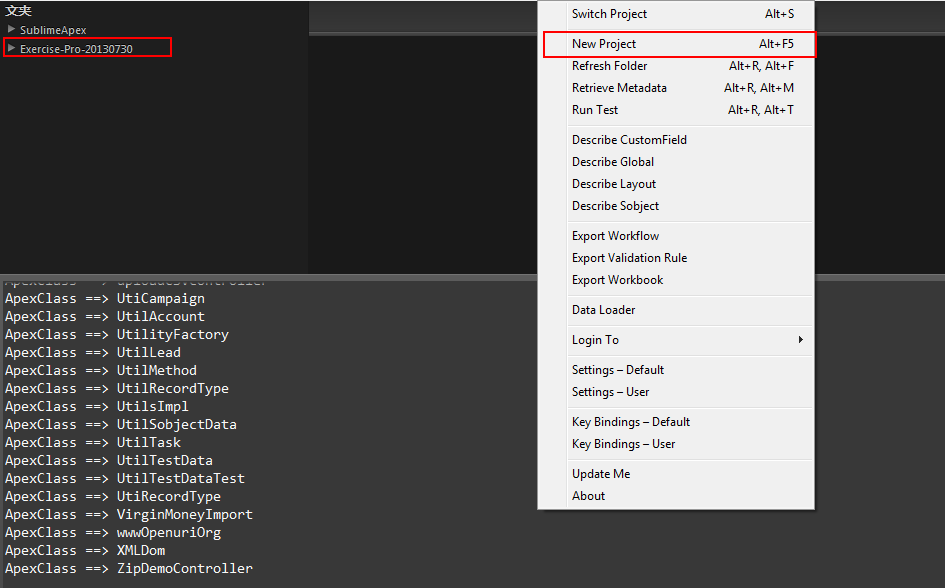 文夹
SublimeApex
Exercise-Pro-20130730
Switch Project Alt+S
New Project Alt+F5
Refresh Folder Alt+R, Alt+F
Retrieve Metadata Alt+R, Alt+M
Run Test Alt+R, Alt+T
Describe CustomField
Describe Global
Describe Layout
Describe Sobject
Export Workflow
Export Validation Rule
Export Workbook
Data Loader
Login To
Settings – Default
Settings – User
Key Bindings – Default
Key Bindings – User
Update Me
About
ApexClass ==> UtiCampaign
ApexClass ==> UtilAccount
ApexClass ==> UtilityFactory
ApexClass ==> UtilLead
ApexClass ==> UtilMethod
ApexClass ==> UtilRecordType
ApexClass ==> UtilsImpl
ApexClass ==> UtilSobjectData
ApexClass ==> UtilTask
ApexClass ==> UtilTestData
ApexClass ==> UtilTestDataTest
ApexClass ==> UtiRecordType
ApexClass ==> VirginMoneyImport
ApexClass ==> wwwOpenuriOrg
ApexClass ==> XMLDom
ApexClass ==> ZipDemoController